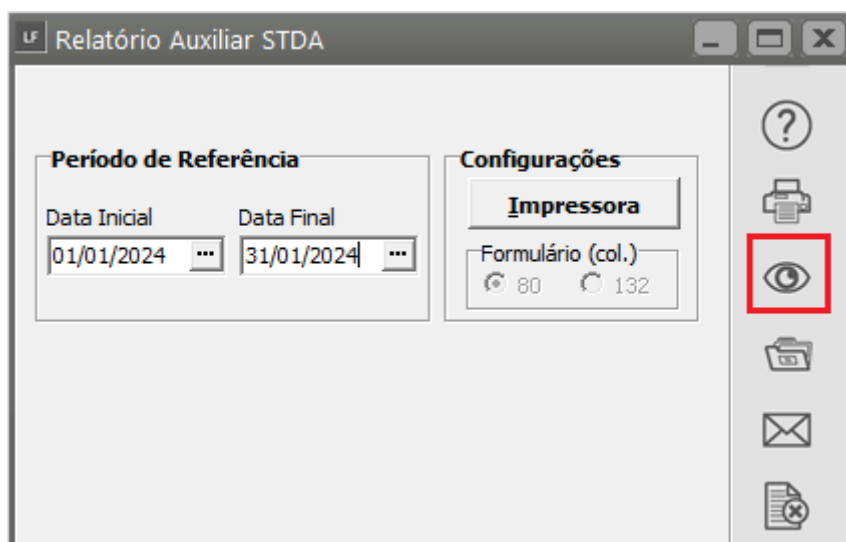 LF Relatório Auxiliar STDA
Período de Referência
Data Inicial Data Final
01/01/2024 ... 31/01/2024 ...
Configurações
Impressora
Formulário (col.)
80 132